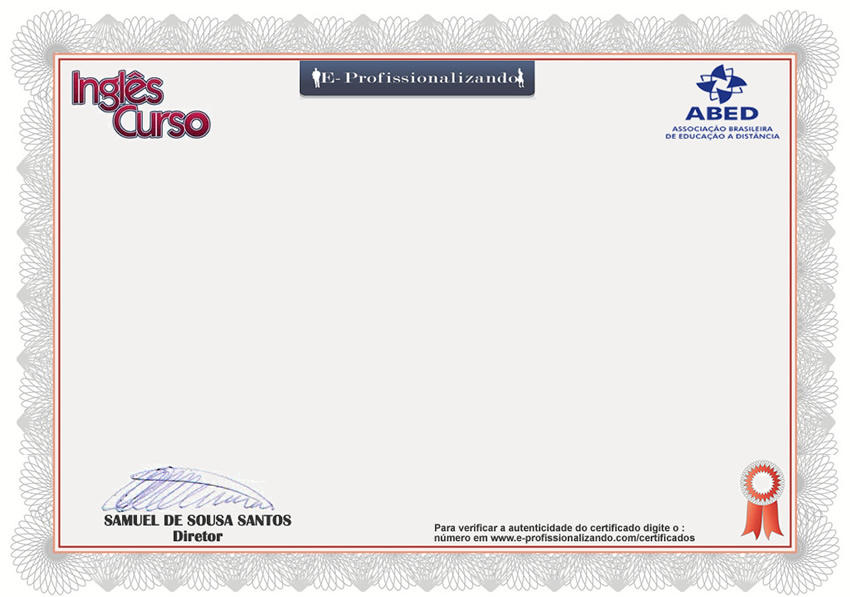 Inglês
Curso
E- Profissionalizando
ABED
ASSOCIAÇÃO BRASILEIRA
DE EDUCAÇÃO A DISTÂNCIA
SAMUEL DE SOUSA SANTOS
Diretor
Para verificar a autenticidade do certificado digite o :
número em www.e-profissionalizando.com/certificados